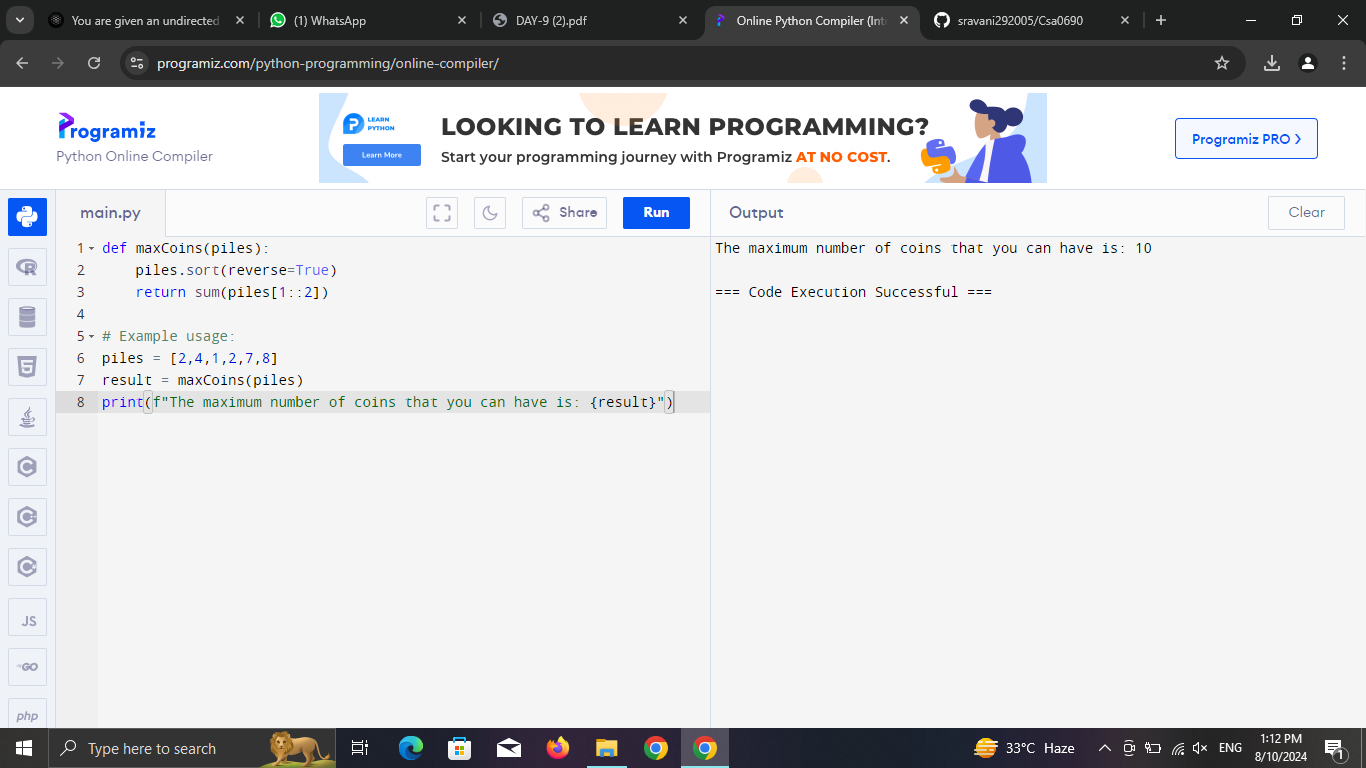 You are given an undirected
(1) WhatsApp
DAY-9 (2).pdf
Online Python Compiler (Int
sravani292005/Csa0690
programiz.com/python-programming/online-compiler/
Programiz
Python Online Compiler
LEARN
PYTHON
Learn More
LOOKING TO LEARN PROGRAMMING?
Start your programming journey with Programiz AT NO COST.
Programiz PRO >
main.py
Share
Run
Output
Clear
1 def maxCoins(piles):
2     piles.sort(reverse=True)
3     return sum(piles[1::2])
4
5 # Example usage:
6 piles = [2,4,1,2,7,8]
7 result = maxCoins(piles)
8 print(f"The maximum number of coins that you can have is: {result}")
The maximum number of coins that you can have is: 10
=== Code Execution Successful ===
R
5
C
C
C
JS
GO
php
Type here to search
33°C Haze
ENG
1:12 PM
8/10/2024
1